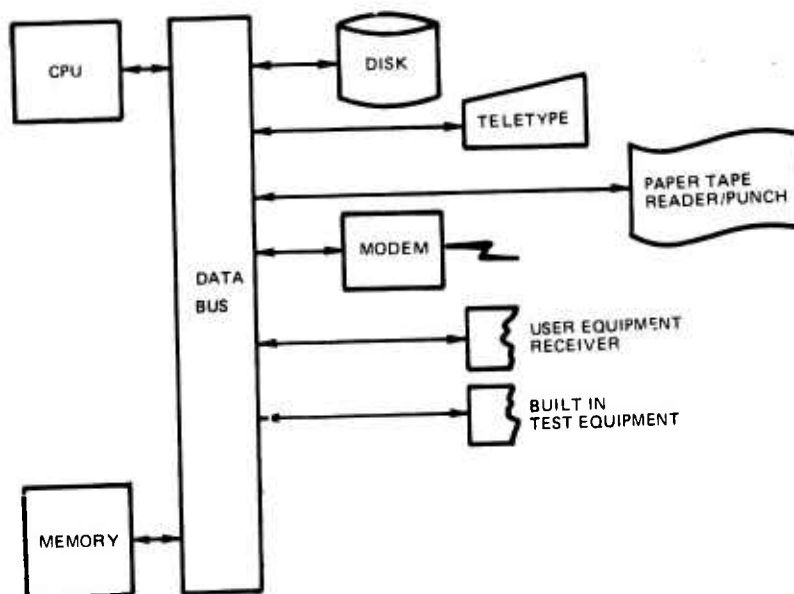 CPU
DISK
TELETYPE
PAPER TAPE
READER/PUNCH
MODEM
DATA
BUS
USER EQUIPMENT
RECEIVER
BUILT IN
TEST EQUIPMENT
MEMORY